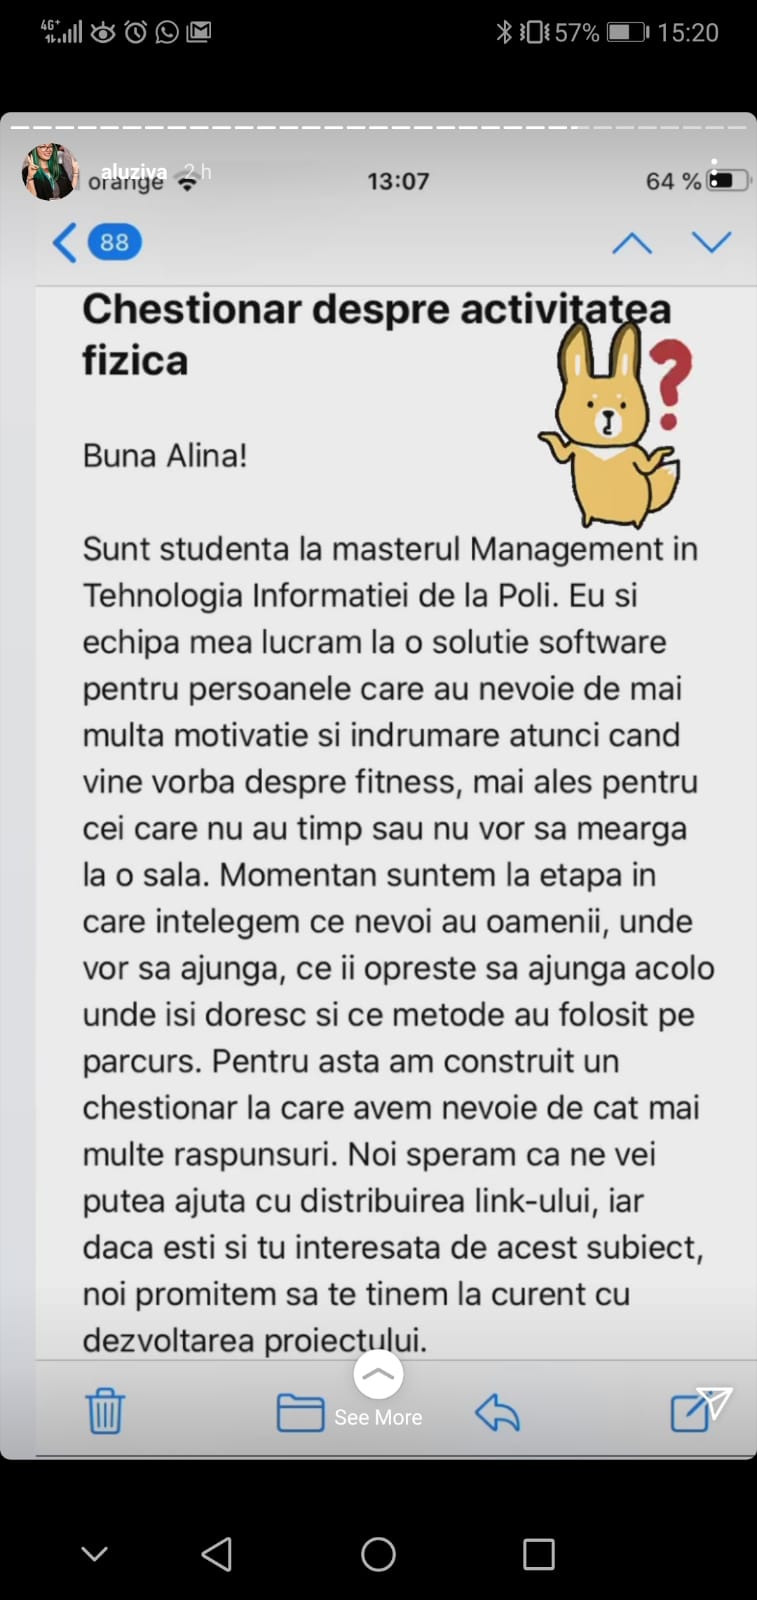 4G+
57% 15:20
aluziva 2 h
orange 13:07 64 %
88
Chestionar despre activitatea
fizica
?
Buna Alina!
Sunt studenta la masterul Management in
Tehnologia Informatiei de la Poli. Eu si
echipa mea lucram la o solutie software
pentru persoanele care au nevoie de mai
multa motivatie si indrumare atunci cand
vine vorba despre fitness, mai ales pentru
cei care nu au timp sau nu vor sa mearga
la o sala. Momentan suntem la etapa in
care intelegem ce nevoi au oamenii, unde
vor sa ajunga, ce ii opreste sa ajunga acolo
unde isi doresc si ce metode au folosit pe
parcurs. Pentru asta am construit un
chestionar la care avem nevoie de cat mai
multe raspunsuri. Noi speram ca ne vei
putea ajuta cu distribuirea link-ului, iar
daca esti si tu interesata de acest subiect,
noi promitem sa te tinem la curent cu
dezvoltarea proiectului.
See More